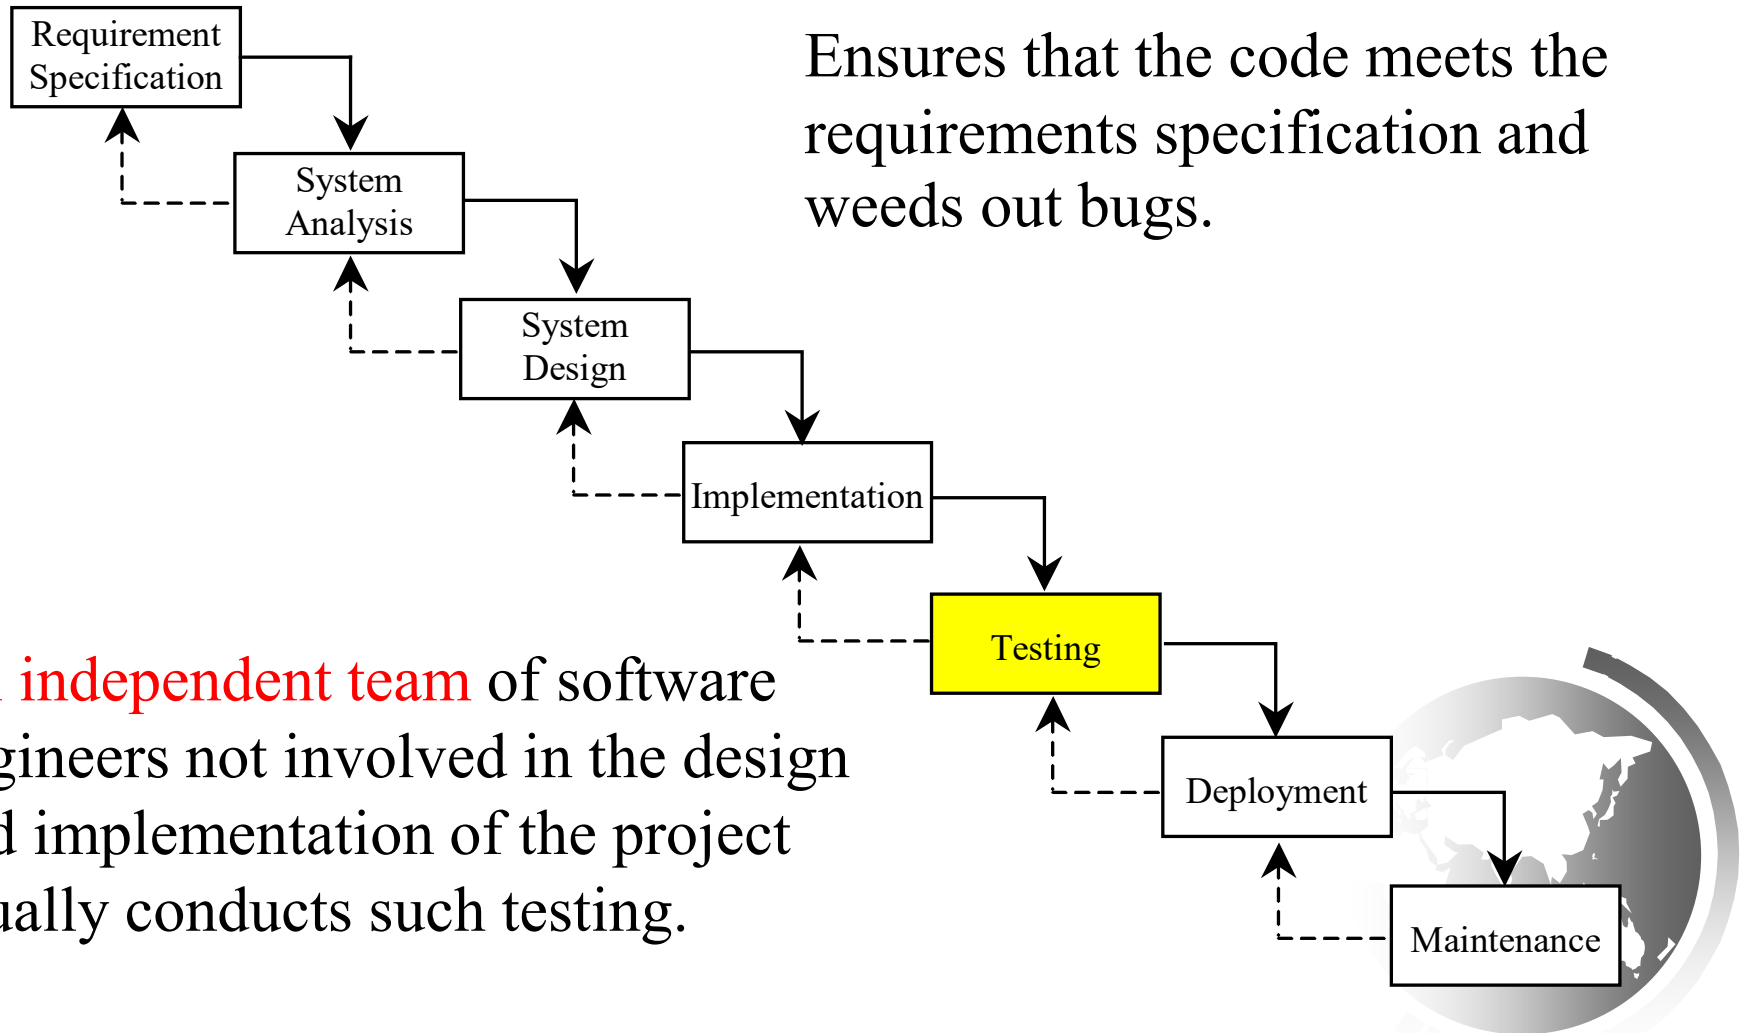 Requirement
Specification
Ensures that the code meets the
requirements specification and
weeds out bugs.
System
Analysis
System
Design
Implementation
Testing
independent team of software
gineers not involved in the design
d implementation of the project
ually conducts such testing.
Deployment
Maintenance